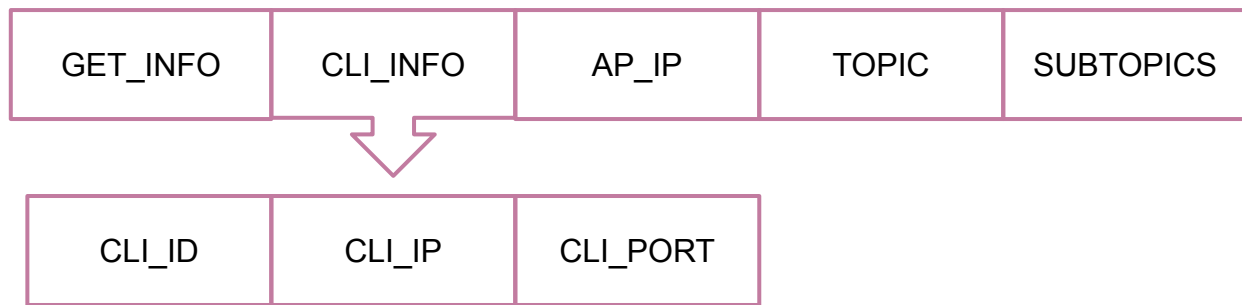 GET_INFO CLI_INFO AP_IP TOPIC SUBTOPICS
CLI_ID CLI_IP CLI_PORT